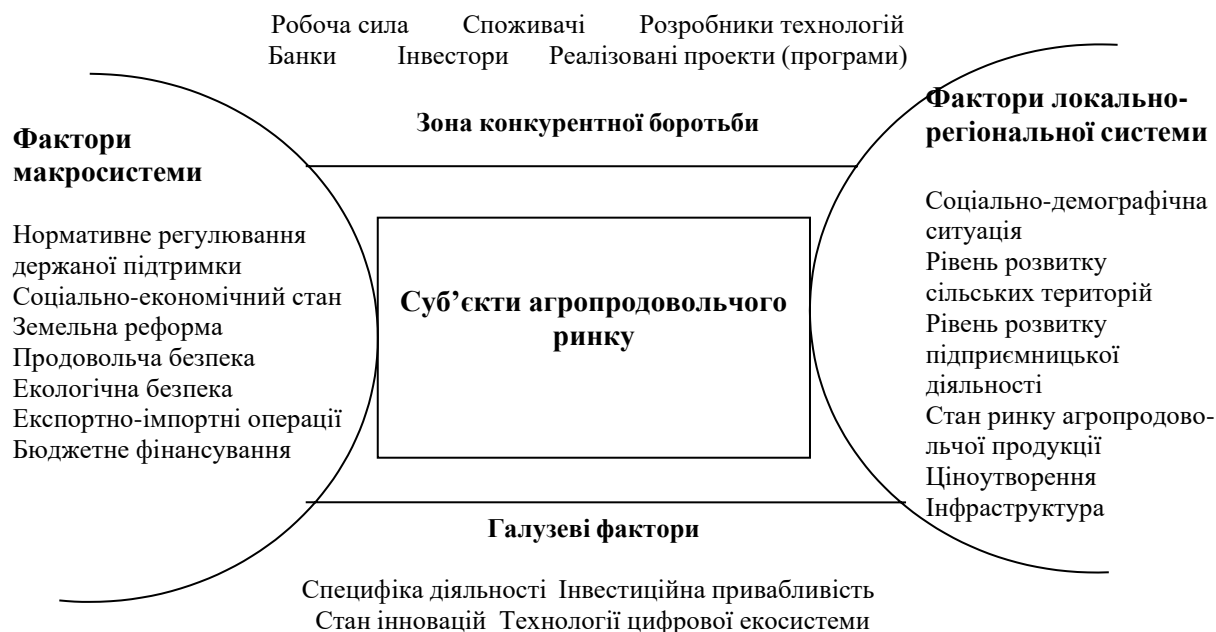 Робоча сила Споживачі Розробники технологій
Банки Інвестори Реалізовані проекти (програми)
Зона конкурентної боротьби
Фактори
макросистеми
Нормативне регулювання
держаної підтримки
Соціально-економічний стан
Земельна реформа
Продовольча безпека
Екологічна безпека
Експортно-імпортні операції
Бюджетне фінансування
Суб’єкти агропродовольчого
ринку
Фактори локально-
регіональної системи
Соціально-демографічна
ситуація
Рівень розвитку
сільських територій
Рівень розвитку
підприємницької
діяльності
Стан ринку агропродово-
льчої продукції
Ціноутворення
Інфраструктура
Галузеві фактори
Специфіка діяльності Інвестиційна привабливість
Стан інновацій Технології цифрової екосистеми